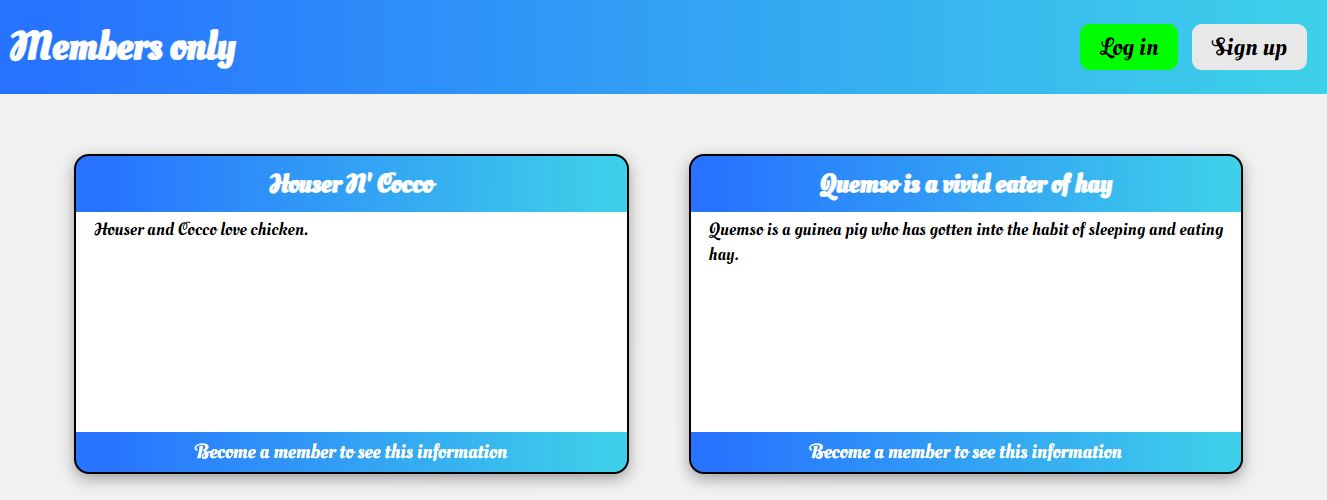 Members only
Log in
Sign up
Houser N' Cocco
Houser and Cocco love chicken.
Become a member to see this information
Quemso is a vivid eater of hay
Quemso is a guinea pig who has gotten into the habit of sleeping and eating
hay.
Become a member to see this information